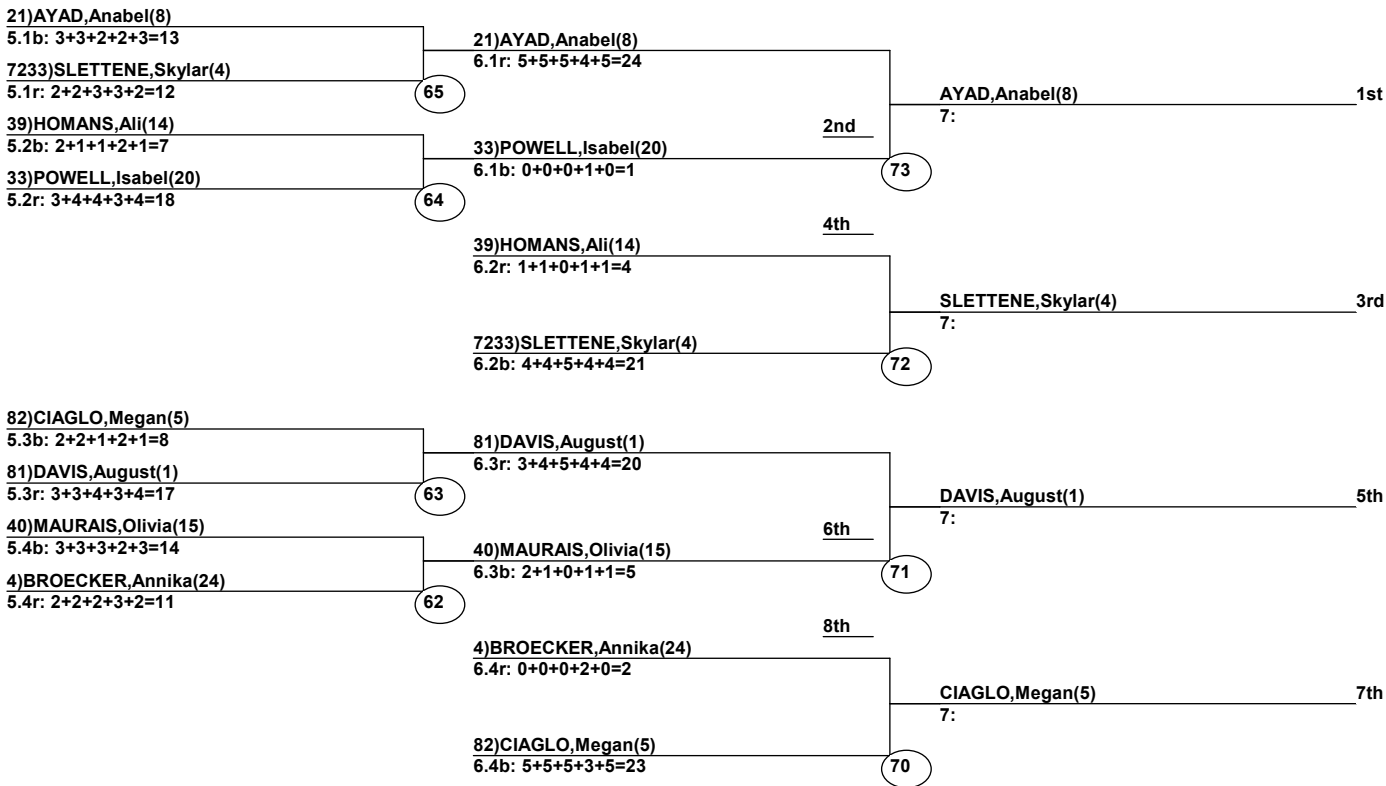 21)AYAD,Anabel(8)
5.1b: 3+3+2+2+3=13
7233)SLETTENE,Skylar(4)
5.1r: 2+2+3+3+2=12
65
39)HOMANS,Ali(14)
5.2b: 2+1+1+2+1=7
33)POWELL,Isabel(20)
5.2r: 3+4+4+3+4=18
64
21)AYAD,Anabel(8)
6.1r: 5+5+5+4+5=24
33)POWELL,Isabel(20)
6.1b: 0+0+0+1+0=1
2nd
73
AYAD,Anabel(8)
7:
1st
39)HOMANS,Ali(14)
6.2r: 1+1+0+1+1=4
4th
7233)SLETTENE,Skylar(4)
6.2b: 4+4+5+4+4=21
72
SLETTENE,Skylar(4)
7:
3rd
82)CIAGLO,Megan(5)
5.3b: 2+2+1+2+1=8
81)DAVIS,August(1)
5.3r: 3+3+4+3+4=17
63
40)MAURAIS,Olivia(15)
5.4b: 3+3+3+2+3=14
4)BROECKER,Annika(24)
5.4r: 2+2+2+3+2=11
62
81)DAVIS,August(1)
6.3r: 3+4+5+4+4=20
40)MAURAIS,Olivia(15)
6.3b: 2+1+0+1+1=5
6th
71
DAVIS,August(1)
7:
5th
4)BROECKER,Annika(24)
6.4r: 0+0+0+2+0=2
8th
82)CIAGLO,Megan(5)
6.4b: 5+5+5+3+5=23
70
CIAGLO,Megan(5)
7:
7th